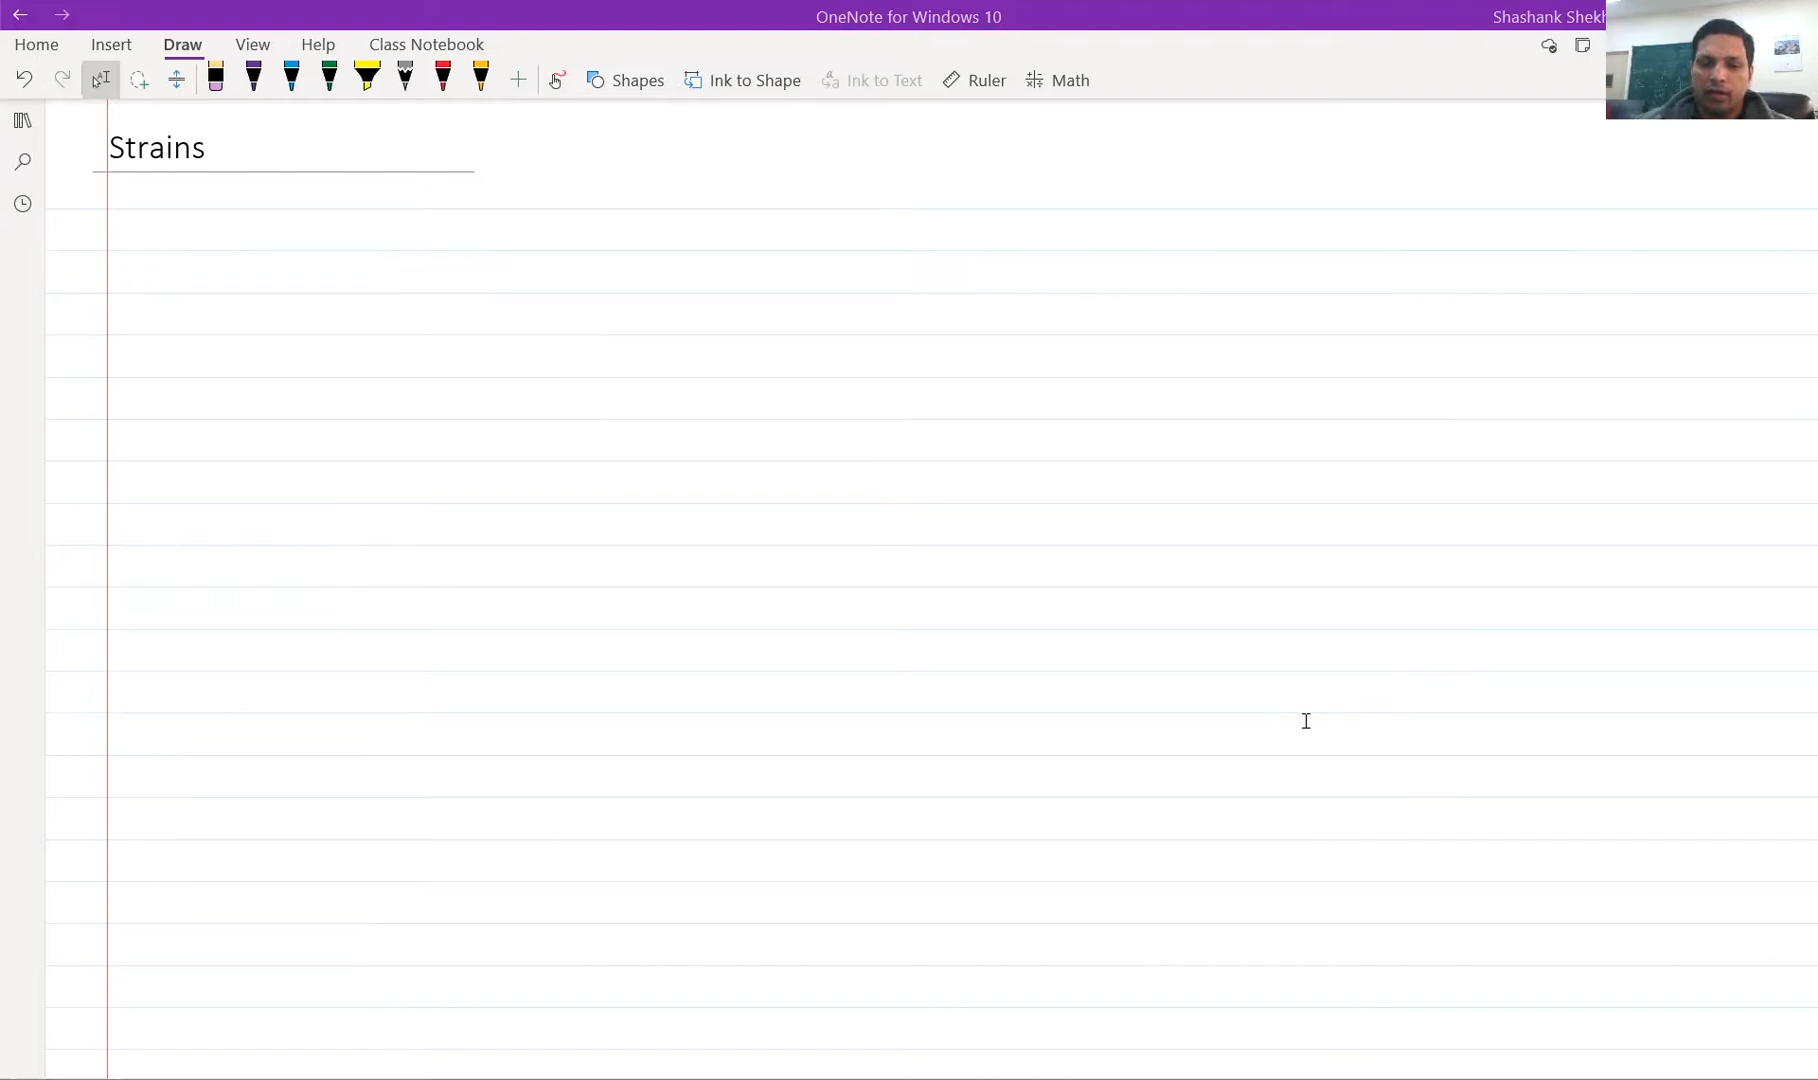 OneNote for Windows 10
Shashank Shekh
Home Insert Draw View Help Class Notebook
Shapes Ink to Shape Ink to Text Ruler Math
Strains